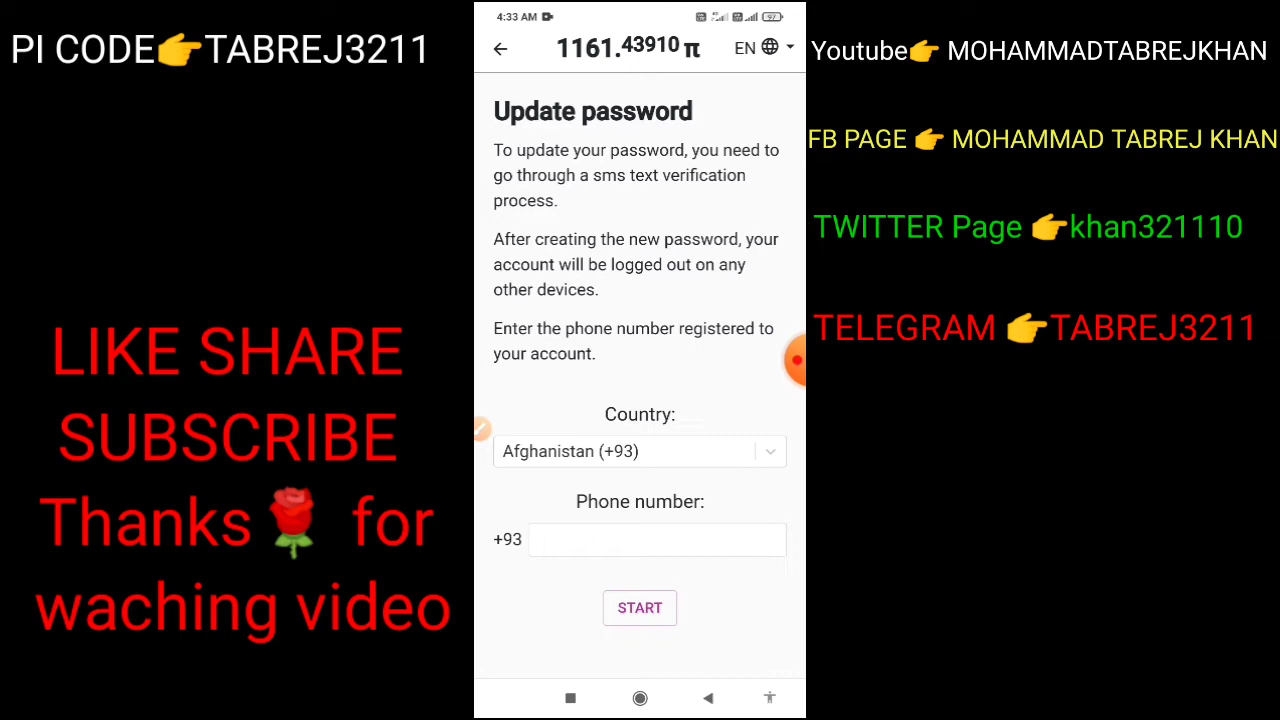 PI CODE👉TABREJ3211
LIKE SHARE
SUBSCRIBE
Thanks🌹 for
waching video
4:33 AM
97
1161.43910 π
EN
Update password
To update your password, you need to
go through a sms text verification
process.
After creating the new password, your
account will be logged out on any
other devices.
Enter the phone number registered to
your account.
Country:
Afghanistan (+93)
Phone number:
+93
START
Youtube👉 MOHAMMADTABREJKHAN
FB PAGE 👉 MOHAMMAD TABREJ KHAN
TWITTER Page 👉khan321110
TELEGRAM 👉TABREJ3211